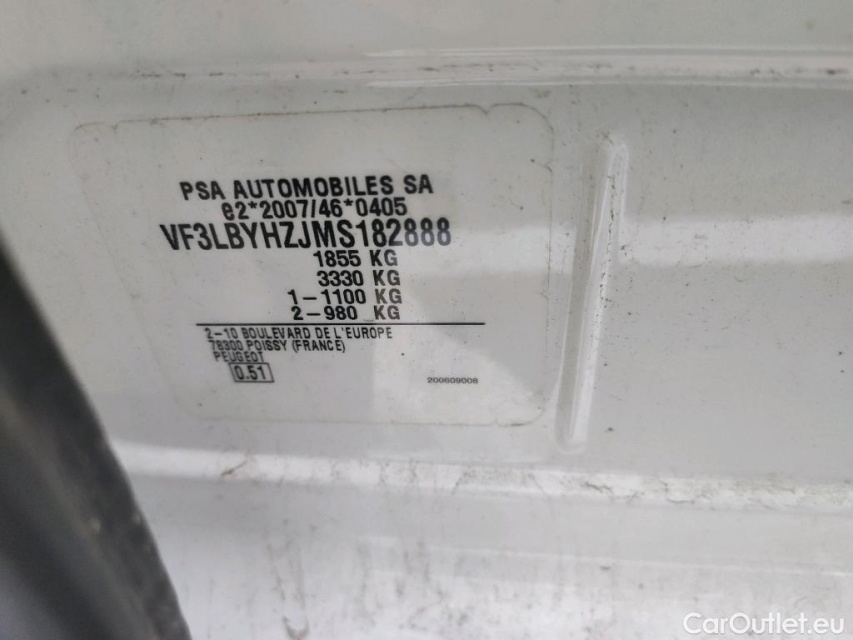 PSA AUTOMOBILES SA
e2*2007/46*0405
VF3LBYHZJMS182888
1855 KG
3330 KG
1-1100 KG
2-980 KG
2-10 BOULEVARD DE L'EUROPE
78300 POISSY (FRANCE)
PEUGEOT
0.51
200609008
CarOutlet.eu